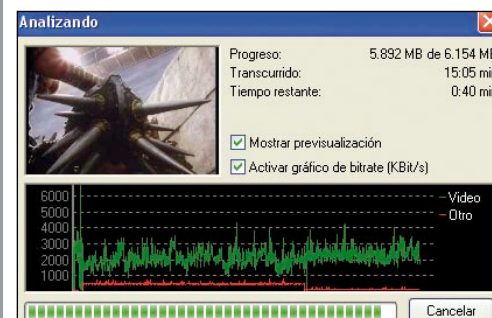 Analizando
Progreso: 5.892 MB de 6.154 MB
Transcurrido: 15:05 min
Tiempo restante: 0:40 min
Mostrar previsualización
Activar gráfico de bitrate (KBit/s)
6000
5000
4000
3000
2000
1000
Video
Otro
Cancelar